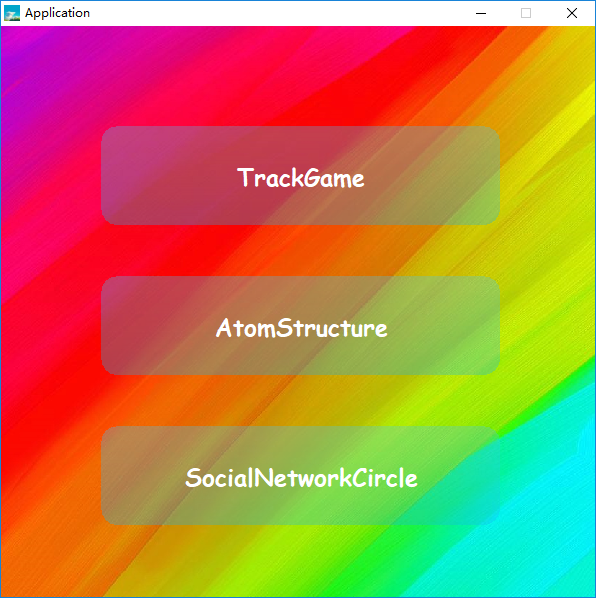 Application
TrackGame
AtomStructure
SocialNetworkCircle